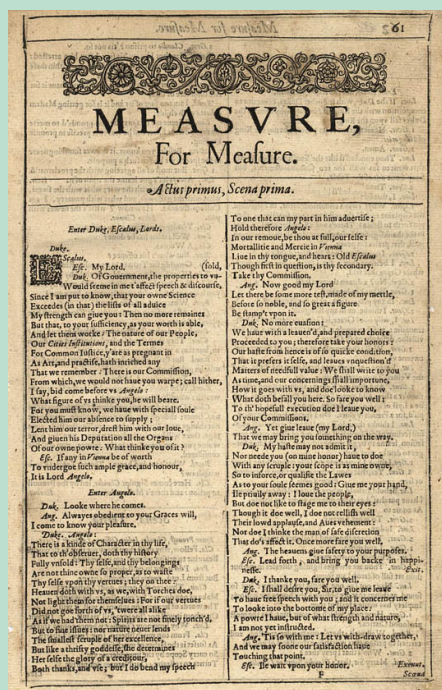 61
MEASVRE,
For Measure.
Actus primus, Scena prima.
Enter Duke, Escalus, Lords.
Duke.
EScalus.
Esc. My Lord. (fold,
Duk. Of Gouernment, the properties to vn-
Would seeme in me t'affect speech & discourse,
Since I am put to know, that your owne Science
Exceedes (in that) the lists of all aduice
My strength can giue you: Then no more remaines
But that, to your sufficiency, as your worth is able,
And let them worke: The nature of our People,
Our Cities Institutions, and the Termes
For Common Iustice, y'are as pregnant in
As Art, and practise, hath inriched any
That we remember: There is our Commission,
From which, we would not haue you warpe; call hither,
I say, bid come before vs Angelo:
What figure of vs thinke you, he will beare.
For you must know, we haue with speciall soule
Elected him our absence to supply;
Lent him our terror, drest him with our loue,
And giuen his Deputation all the Organs
Of our owne powre: What thinke you of it?
Esc. If any in Vienna be of worth
To vndergoe such ample grace, and honour,
It is Lord Angelo.
Enter Angelo.
Duk. Looke where he comes.
Ang. Alwayes obedient to your Graces will,
I come to know your pleasure.
Duke. Angelo:
There is a kinde of Character in thy life,
That to th'obseruer, doth thy history
Fully vnfold: Thy selfe, and thy belongings
Are not thine owne so proper, as to waste
Thy selfe vpon thy vertues; they on thee:
Heauen doth with vs, as we, with Torches doe,
Not light them for themselues: For if our vertues
Did not goe forth of vs, 'twere all alike
As if we had them not: Spirits are not finely touch'd,
But to fine issues: nor nature neuer lends
The smallest scruple of her excellence,
But like a thrifty goddesse, she determines
Her selfe the glory of a creditour,
Both thanks, and vse; but I do bend my speech
To one that can my part in him aduertise;
Hold therefore Angelo:
In our remoue, be thou at full, our selfe:
Mortallitie and Mercie in Vienna
Liue in thy tongue, and heart: Old Escalus
Though first in question, is thy secondary.
Take thy Commission.
Ang. Now good my Lord
Let there be some more test, made of my mettle,
Before so noble, and so great a figure
Be stamp't vpon it.
Duk. No more euasion:
We haue with a leauen'd, and prepared choice
Proceeded to you; therefore take your honors:
Our haste from hence is of so quicke condition,
That it prefers it selfe, and leaues vnquestion'd
Matters of needfull value: We shall write to you
As time, and our concernings shall importune,
How it goes with vs, and doe looke to know
What doth befall you here. So fare you well:
To th' hopefull execution doe I leaue you,
Of your Commissions.
Ang. Yet giue leaue (my Lord,)
That we may bring you something on the way.
Duk. My haste may not admit it,
Nor neede you (on mine honor) haue to doe
With any scruple: your scope is as mine owne,
So to inforce, or qualifie the Lawes
As to your soule seemes good: Giue me your hand,
Ile priuily away: I loue the people,
But doe not like to stage me to their eyes:
Though it doe well, I doe not rellish well
Their lowd applause, and Aues vehement:
Nor doe I thinke the man of safe discretion
That do's affect it. Once more fare you well.
Ang. The heauens giue safety to your purposes.
Esc. Lead forth, and bring you backe in happi-
nesse. Exit.
Duk. I thanke you, fare you well.
Esc. I shall desire you, Sir, to giue me leaue
To haue free speech with you; and it concernes me
To looke into the bottome of my place:
A powre I haue, but of what strength and nature,
I am not yet instructed.
Ang. 'Tis so with me: Let vs with-draw together,
And we may soone our satisfaction haue
Touching that point.
Esc. Ile wait vpon your honor. Exeunt.
F Scena